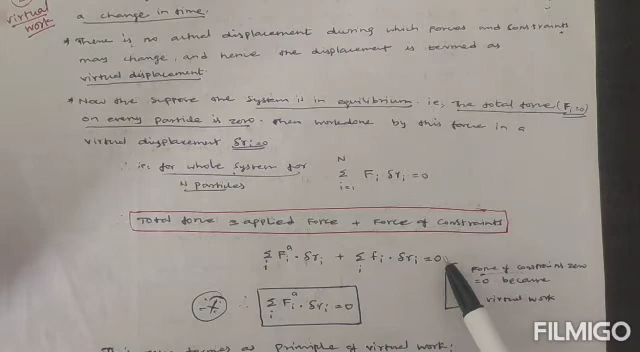 virtual work
a change in time.
* There is no actual displacement during which forces and constraints
may change, and hence the displacement is termed as
virtual displacement
* Now the suppose the system is in equilibrium. i.e, The total force (Fi=0)
on every particle is zero. Then workdone by this force in a
virtual displacement δri=0
∴ i.e, for whole system for
N particles
N Σ i=1 Fi δri = 0
Total force = applied Force + Force of constraints
Σ i Fi^a · δri + Σ i fi · δri = 0
Force of constraint zero
=0 because
virtual work
∴ Σ i Fi^a · δri = 0
Principle of virtual work.
FILMIGO